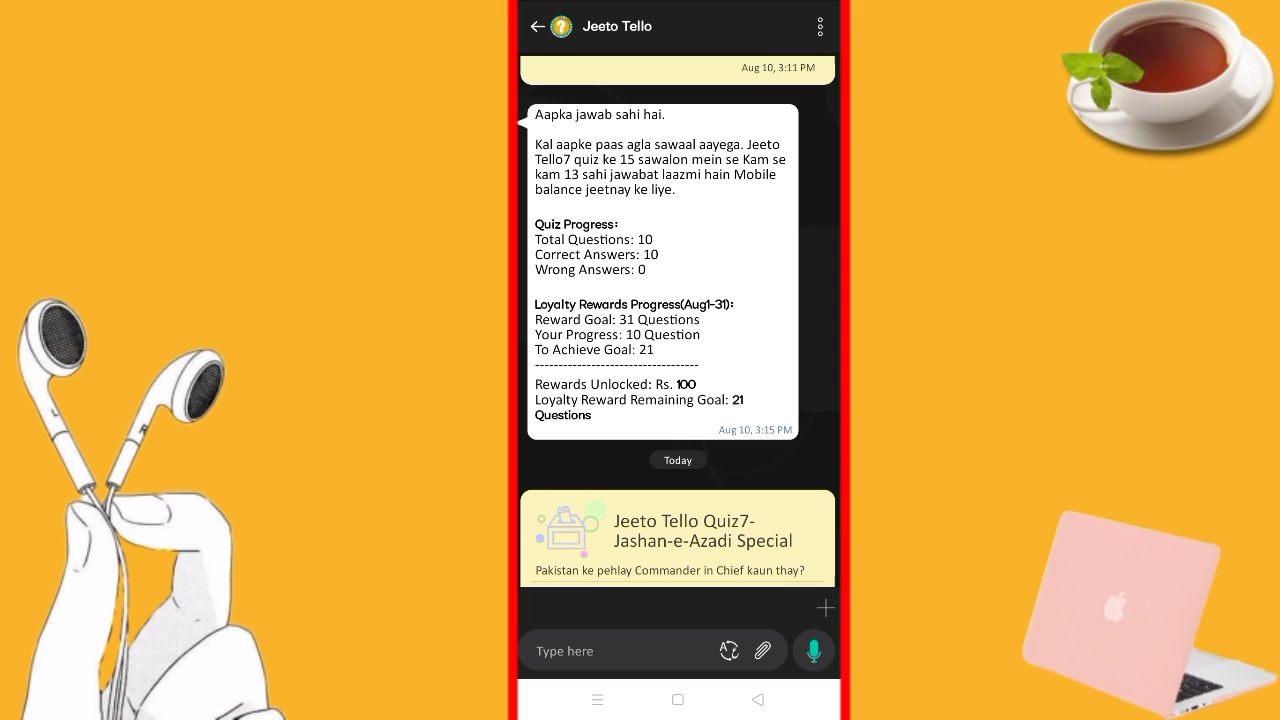 Jeeto Tello
Aug 10, 3:11 PM
Aapka jawab sahi hai.
Kal aapke paas agla sawaal aayega. Jeeto
Tello7 quiz ke 15 sawalon mein se Kam se
kam 13 sahi jawabat laazmi hain Mobile
balance jeetnay ke liye.
Quiz Progress:
Total Questions: 10
Correct Answers: 10
Wrong Answers: 0
Loyalty Rewards Progress(Aug1-31):
Reward Goal: 31 Questions
Your Progress: 10 Question
To Achieve Goal: 21
-----------------------------------
Rewards Unlocked: Rs. 100
Loyalty Reward Remaining Goal: 21
Questions
Aug 10, 3:15 PM
Today
Jeeto Tello Quiz7-
Jashan-e-Azadi Special
Pakistan ke pehlay Commander in Chief kaun thay?
Type here
L
R